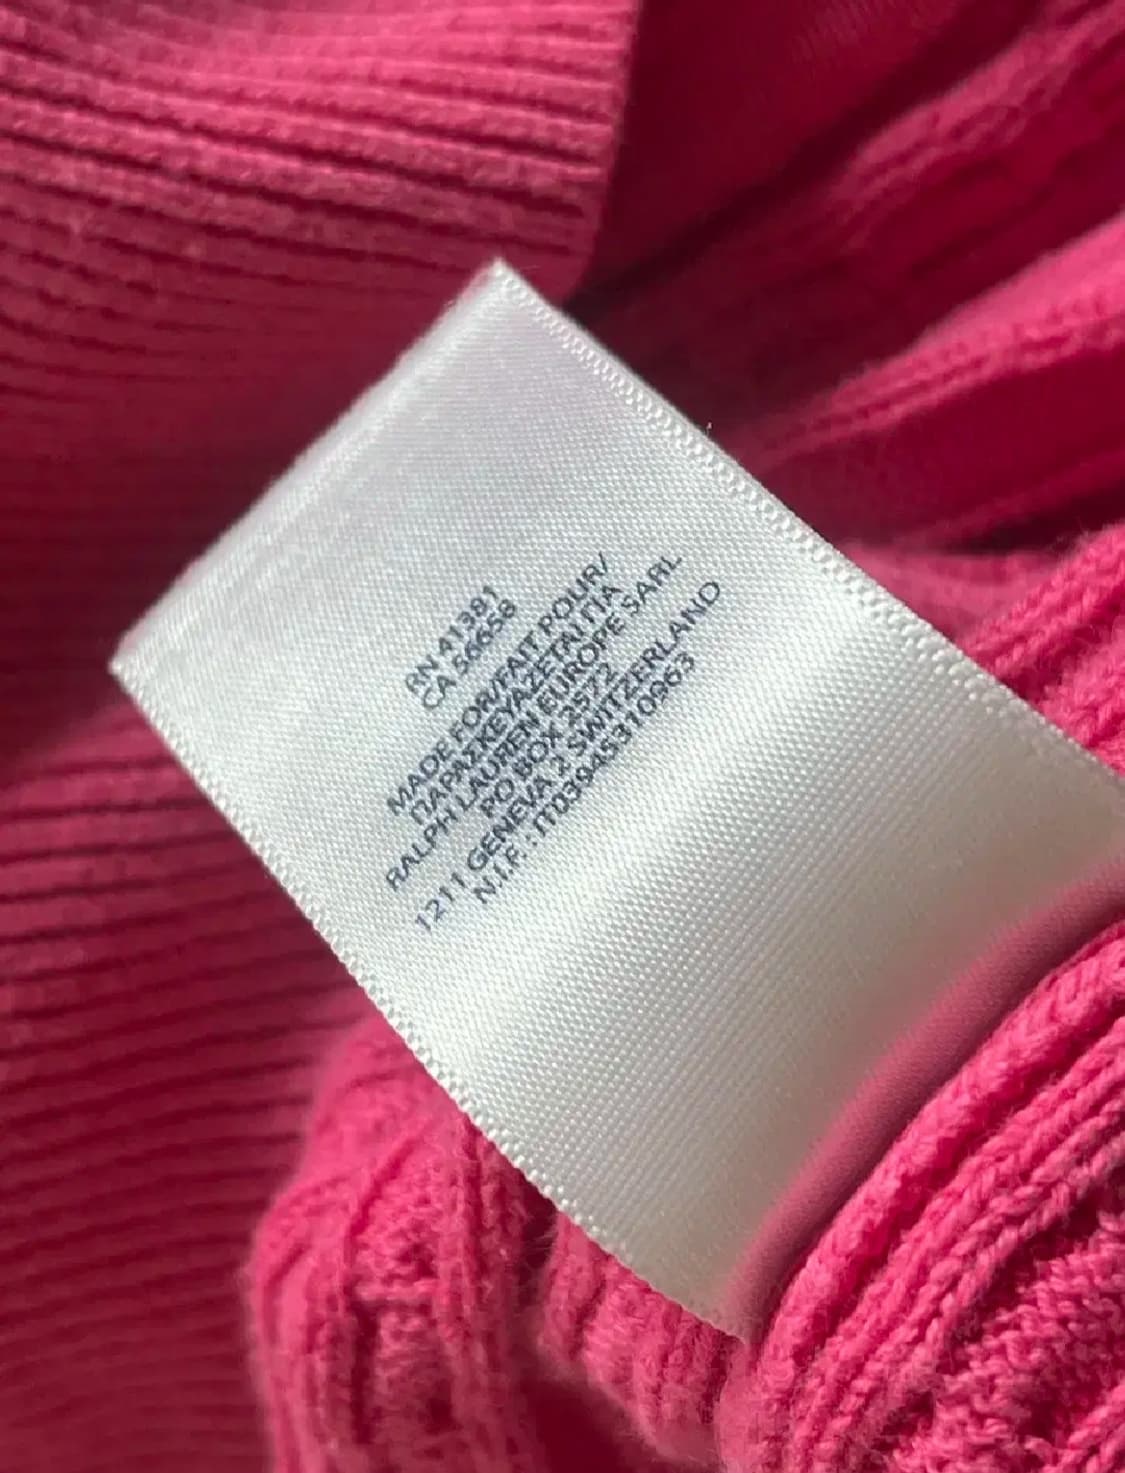 RN 41381
CA 56658
MADE FOR/FAIT POUR/
ΠΑΡΑΣΚΕΥΑΖΕΤΑΙ ΓΙΑ
RALPH LAUREN EUROPE SARL
PO BOX 2572
1211 GENEVA 2 SWITZERLAND
N.I.F. : IT03945310963